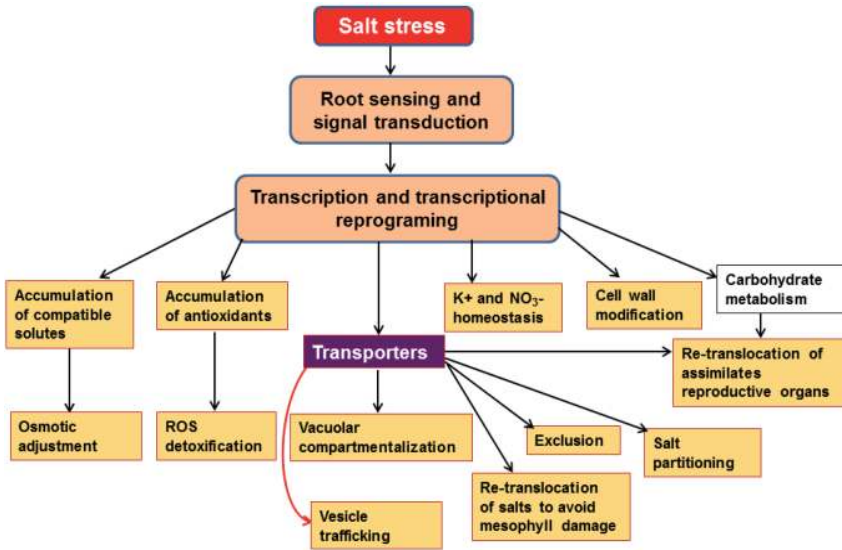 Salt stress
Root sensing and
signal transduction
Transcription and transcriptional
reprograming
Accumulation
of compatible
solutes
Accumulation
of antioxidants
K+ and NO₃-
homeostasis
Cell wall
modification
Carbohydrate
metabolism
Transporters
Re-translocation of
assimilates
reproductive organs
Osmotic
adjustment
ROS
detoxification
Vacuolar
compartmentalization
Exclusion
Salt
partitioning
Re-translocation
of salts to avoid
mesophyll damage
Vesicle
trafficking